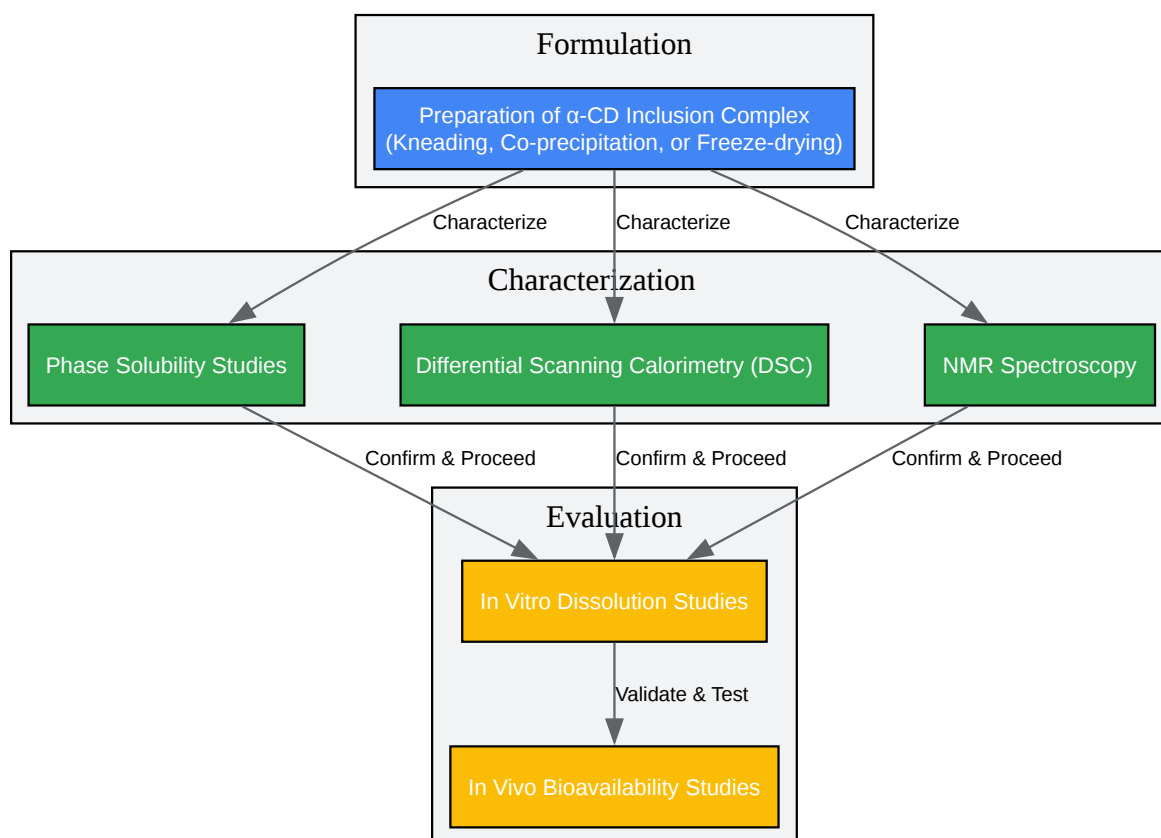 Formulation
Preparation of α-CD Inclusion Complex
(Kneading, Co-precipitation, or Freeze-drying)
Characterize
Characterize
Characterize
Characterization
Phase Solubility Studies
Differential Scanning Calorimetry (DSC)
NMR Spectroscopy
Confirm & Proceed
Confirm & Proceed
Confirm & Proceed
Evaluation
In Vitro Dissolution Studies
Validate & Test
In Vivo Bioavailability Studies